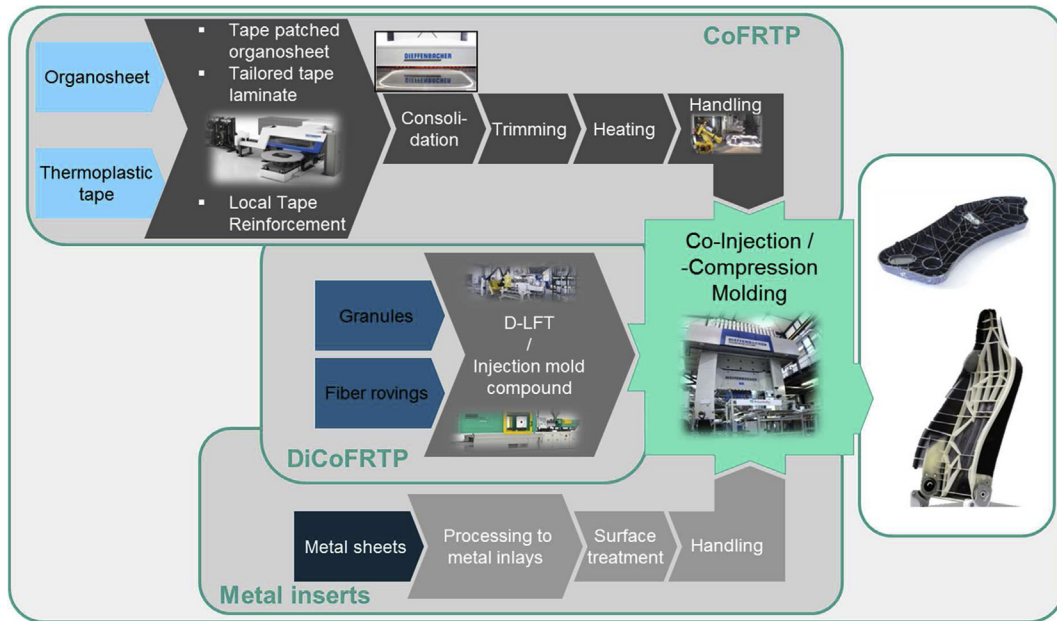 CoFRTP
Organosheet
Thermoplastic
tape
▪ Tape patched
organosheet
▪ Tailored tape
laminate
▪ Local Tape
Reinforcement
DIEFFENBACHER
Consoli-
dation
Trimming
Heating
Handling
Co-Injection /
-Compression
Molding
DIEFFENBACHER
Granules
Fiber rovings
D-LFT
/
Injection mold
compound
DiCoFRTP
Metal sheets
Processing to
metal inlays
Surface
treatment
Handling
Metal inserts